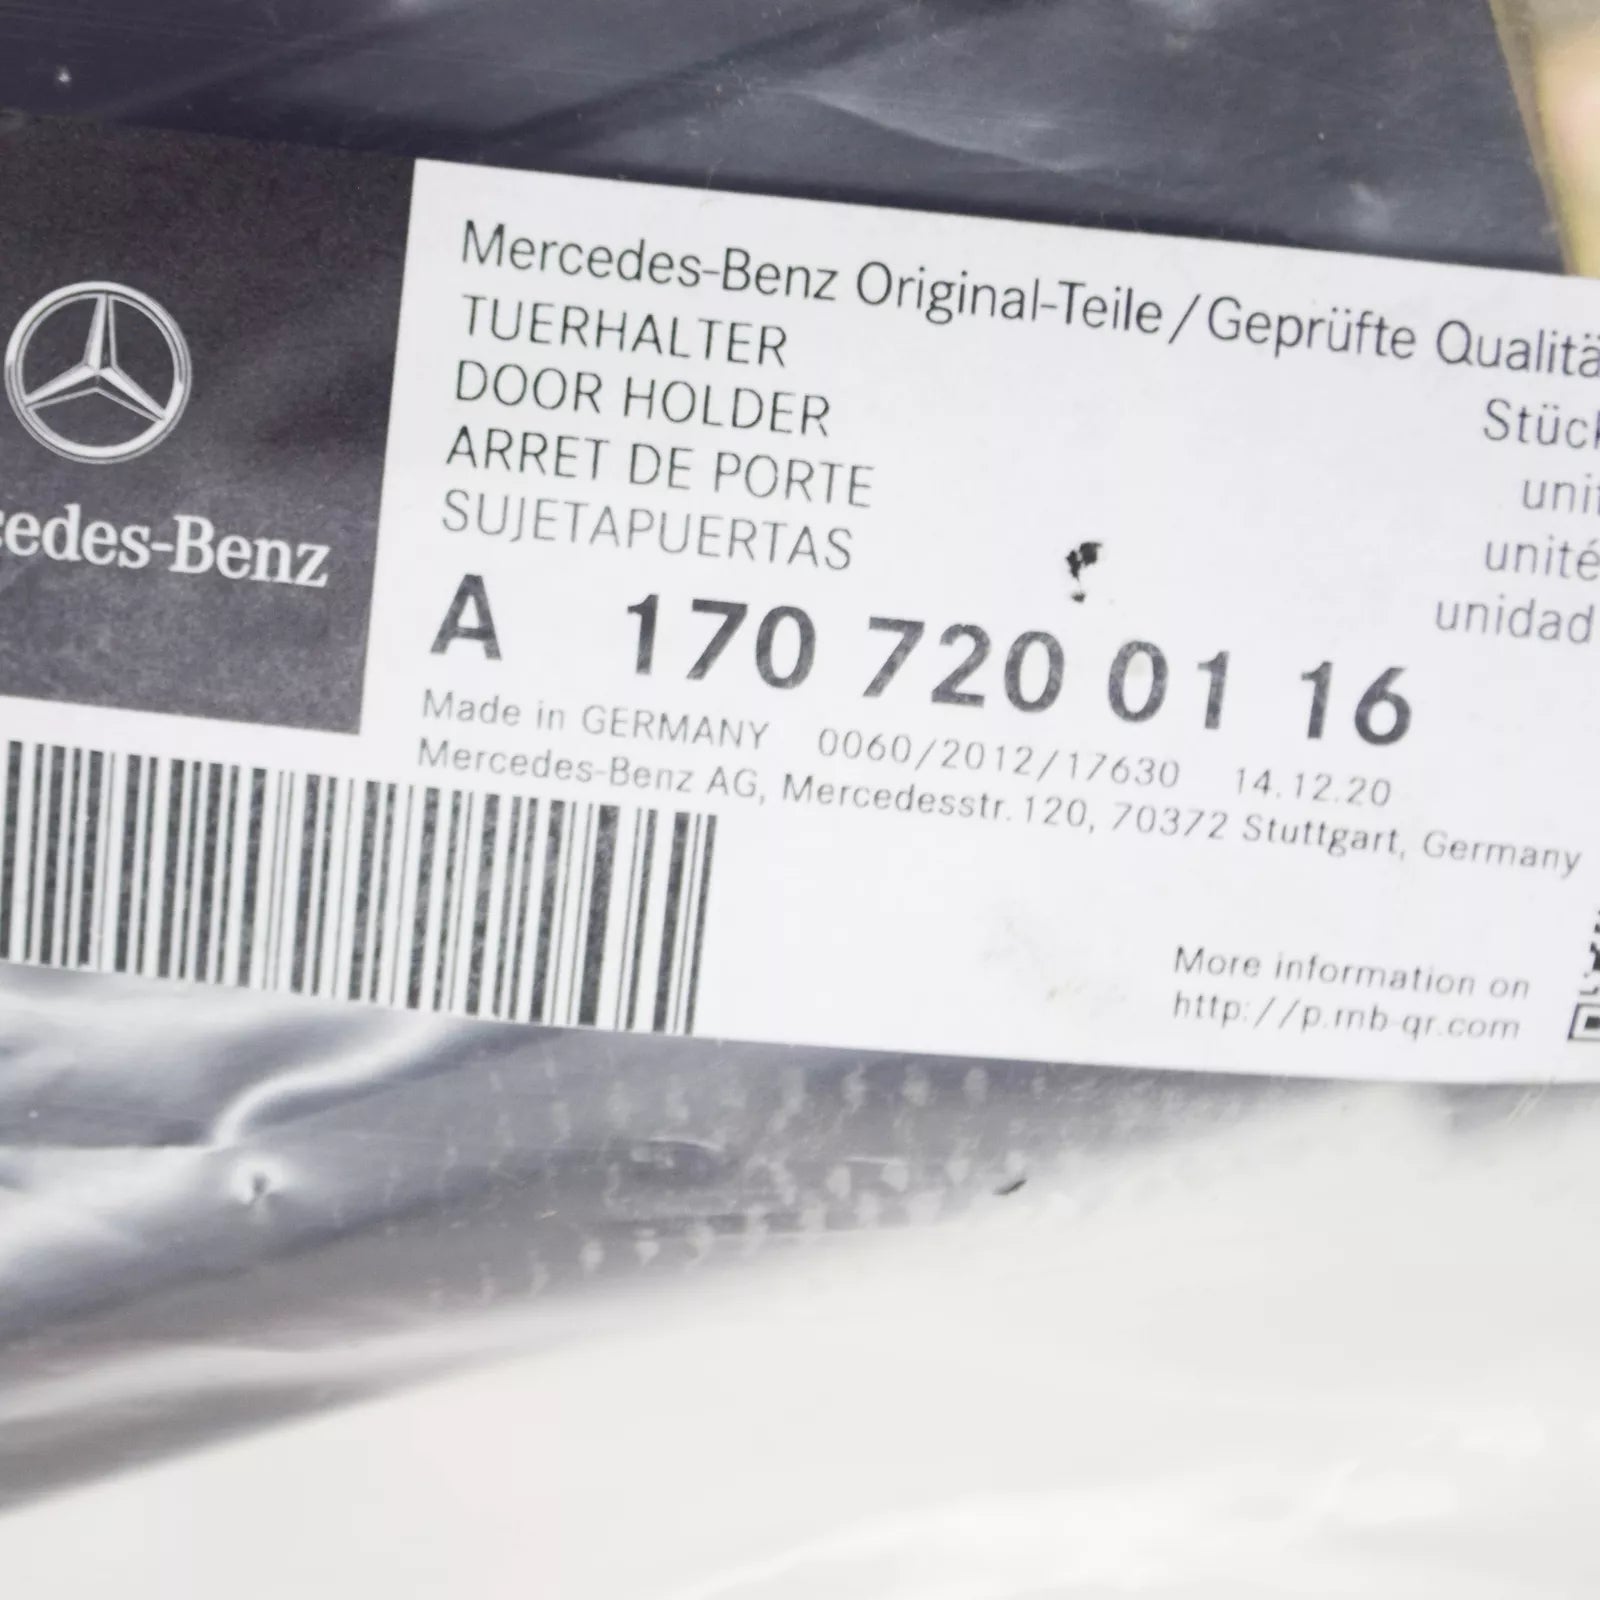 Mercedes-Benz Original-Teile / Geprüfte Qualitä
TUERHALTER
DOOR HOLDER
ARRET DE PORTE
SUJETAPUERTAS
Stück
unit
unité
unidad
cedes-Benz
A 170 720 01 16
Made in GERMANY 0060/2012/17630 14.12.20
Mercedes-Benz AG, Mercedesstr. 120, 70372 Stuttgart, Germany
More information on
http://p.mb-qr.com